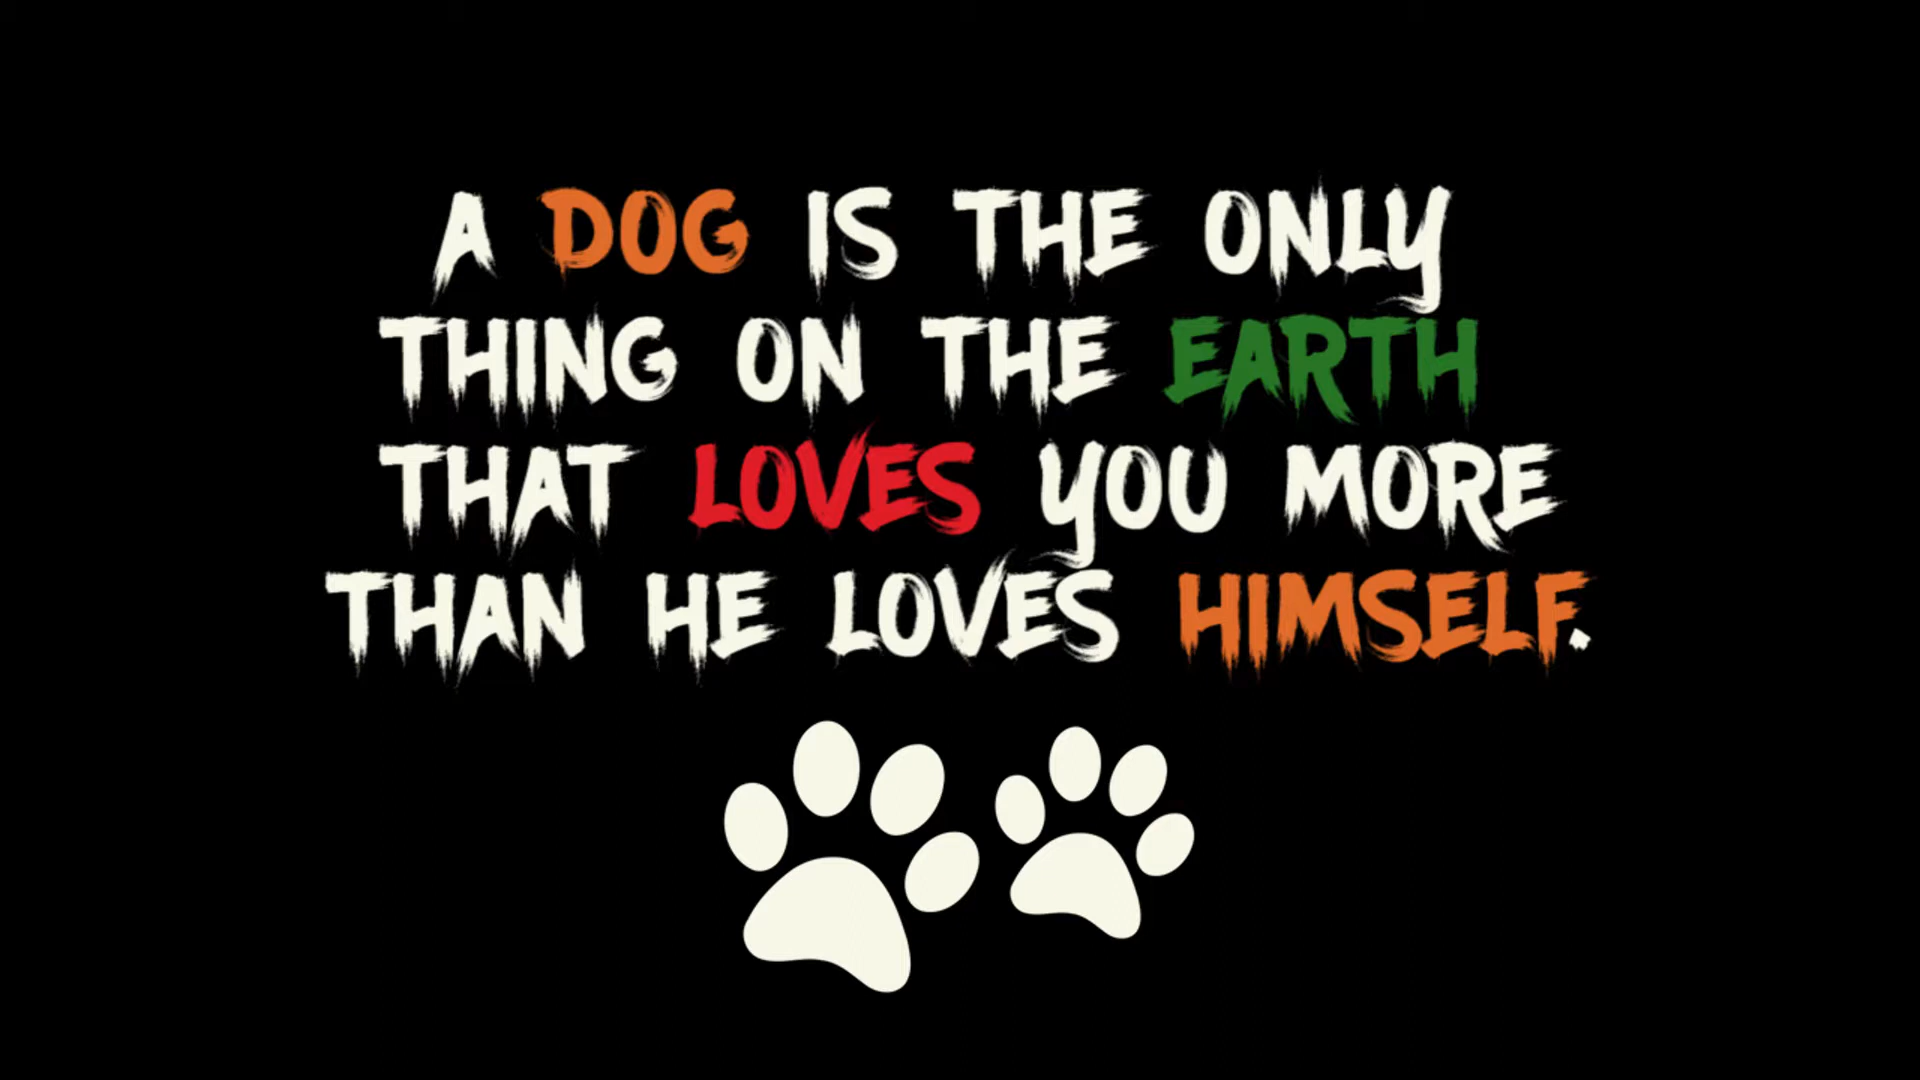 A DOG IS THE ONLY
THING ON THE EARTH
THAT LOVES YOU MORE
THAN HE LOVES HIMSELF.